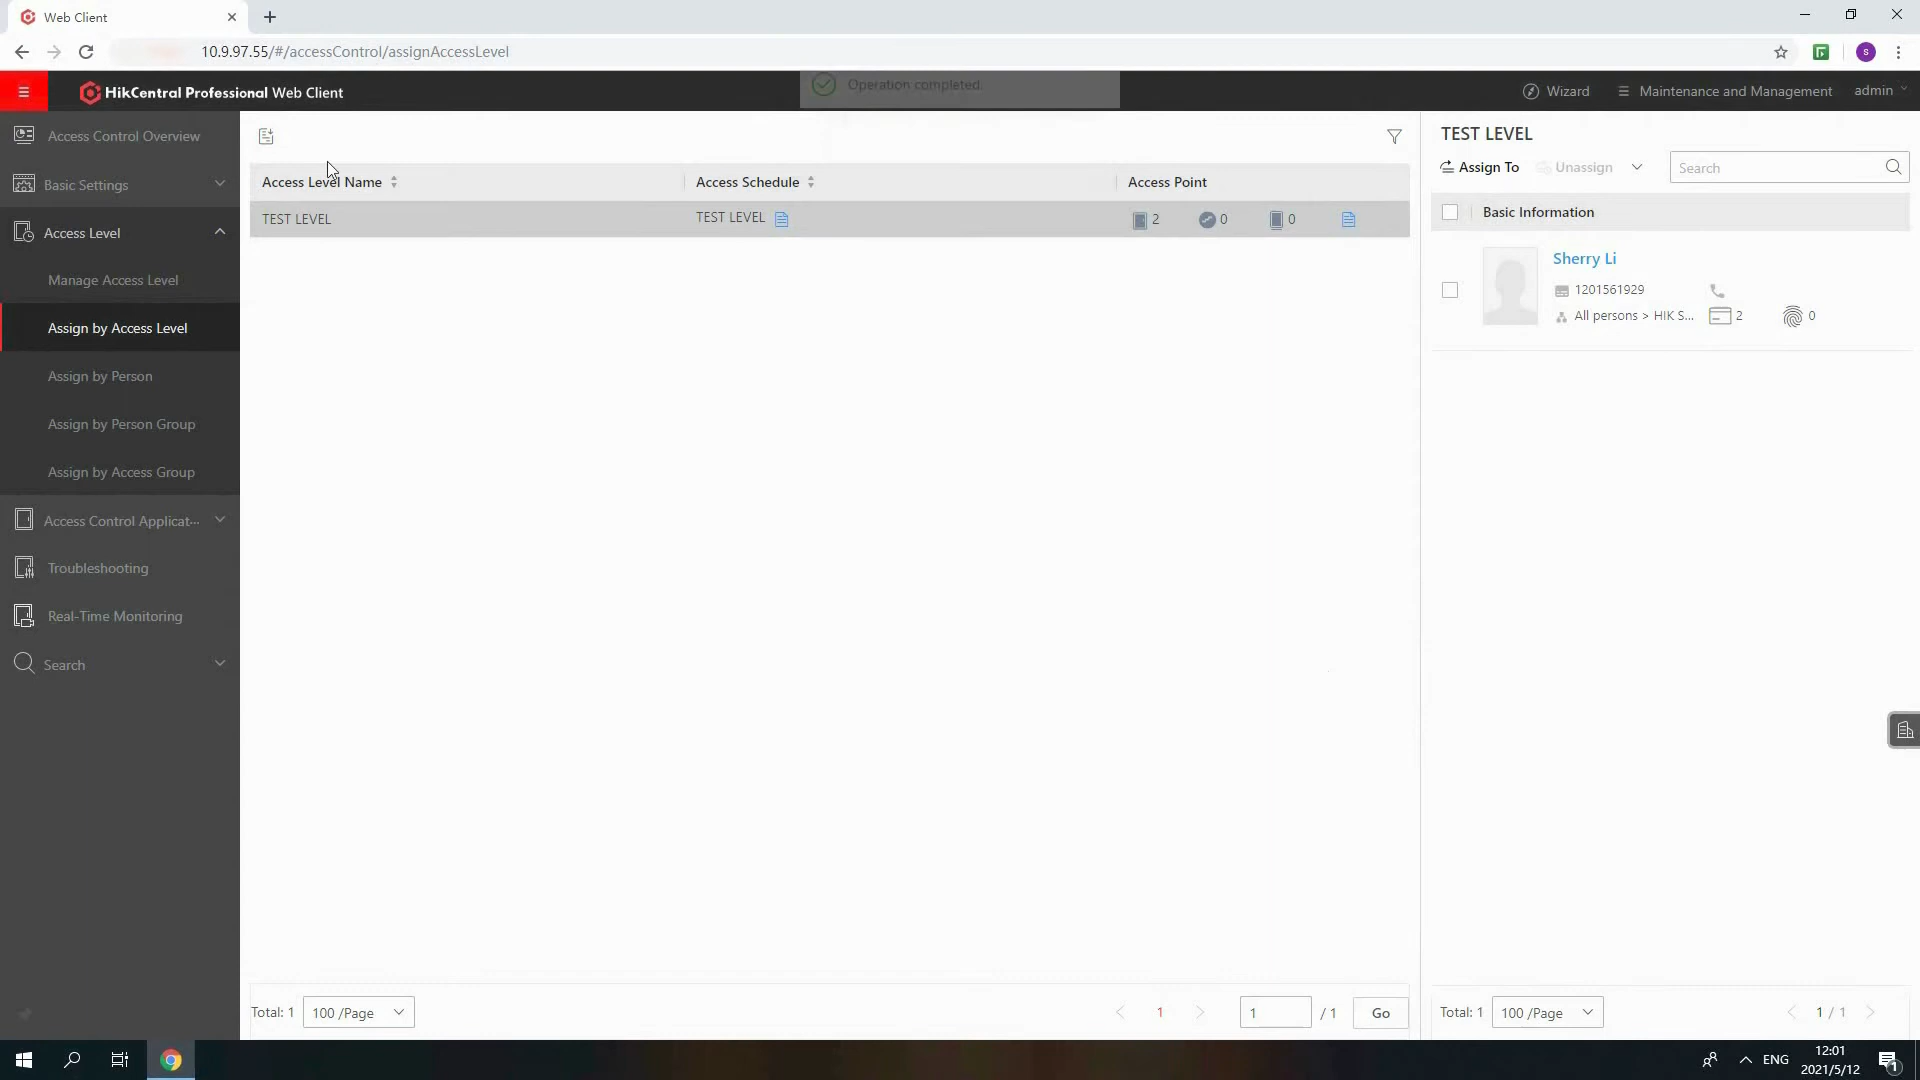 Web Client
10.9.97.55/#/accessControl/assignAccessLevel
S
HikCentral Professional Web Client
Operation completed.
Wizard
Maintenance and Management
admin
Access Control Overview
Basic Settings
Access Level
Manage Access Level
Assign by Access Level
Assign by Person
Assign by Person Group
Assign by Access Group
Access Control Applicat...
Troubleshooting
Real-Time Monitoring
Search
Access Level Name
Access Schedule
Access Point
TEST LEVEL
TEST LEVEL
2
0
0
Total: 1
100 /Page
1
1
/ 1
Go
TEST LEVEL
Assign To
Unassign
Search
Basic Information
Sherry Li
1201561929
All persons > HIK S...
2
0
Total: 1
100 /Page
1 / 1
ENG
12:01
2021/5/12
1